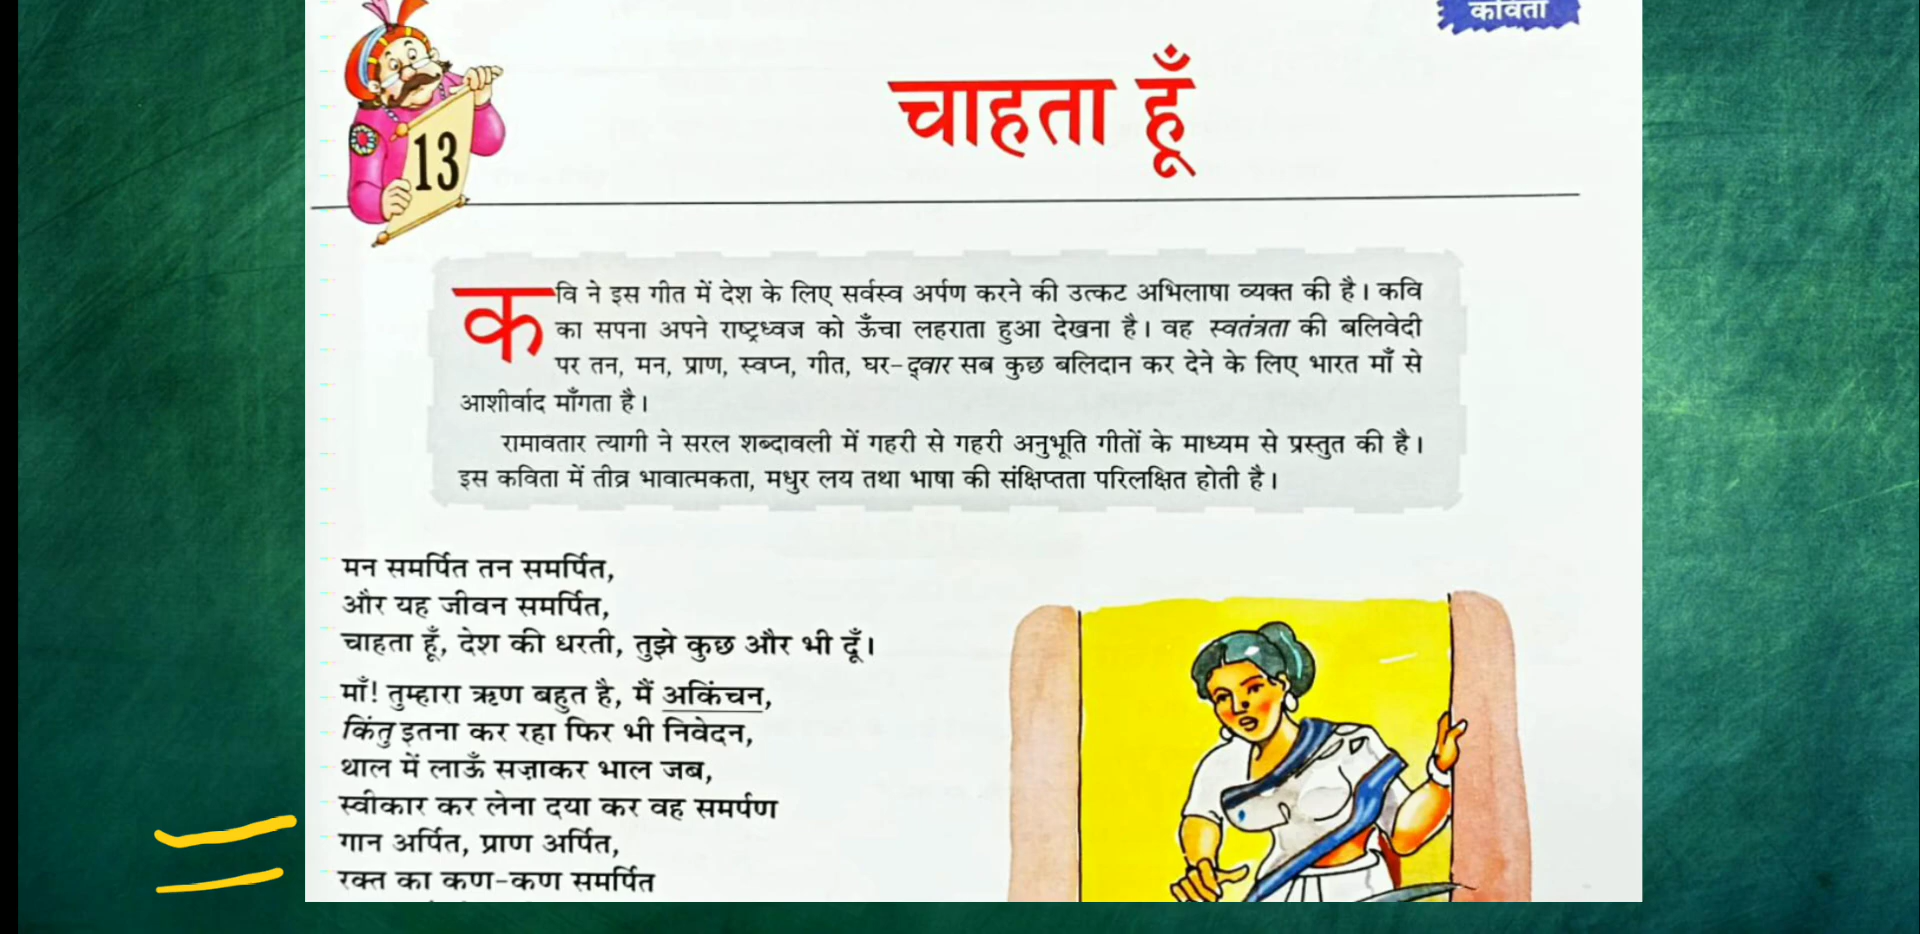 कविता
13
चाहता हूँ
कवि ने इस गीत में देश के लिए सर्वस्व अर्पण करने की उत्कट अभिलाषा व्यक्त की है। कवि
का सपना अपने राष्ट्रध्वज को ऊँचा लहराता हुआ देखना है। वह स्वतंत्रता की बलिवेदी
पर तन, मन, प्राण, स्वप्न, गीत, घर-द्वार सब कुछ बलिदान कर देने के लिए भारत माँ से
आशीर्वाद माँगता है।
रामावतार त्यागी ने सरल शब्दावली में गहरी से गहरी अनुभूति गीतों के माध्यम से प्रस्तुत की है।
इस कविता में तीव्र भावात्मकता, मधुर लय तथा भाषा की संक्षिप्तता परिलक्षित होती है।
मन समर्पित तन समर्पित,
और यह जीवन समर्पित,
चाहता हूँ, देश की धरती, तुझे कुछ और भी दूँ।
माँ! तुम्हारा ऋण बहुत है, मैं अकिंचन,
किंतु इतना कर रहा फिर भी निवेदन,
थाल में लाऊँ सज़ाकर भाल जब,
स्वीकार कर लेना दया कर वह समर्पण
गान अर्पित, प्राण अर्पित,
रक्त का कण-कण समर्पित